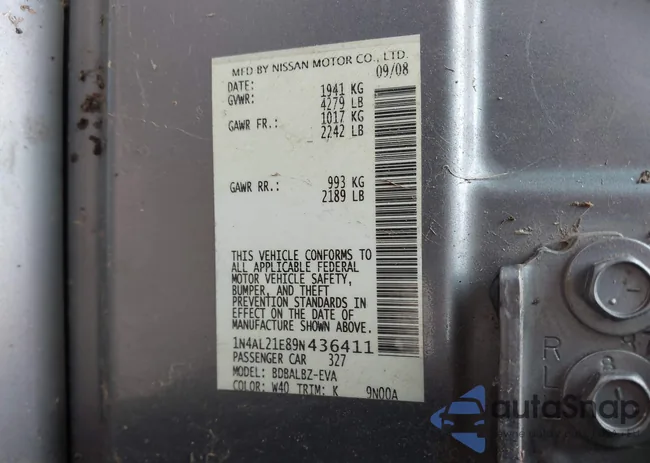 MFD BY NISSAN MOTOR CO., LTD.
DATE: 09/08
GVWR: 1941 KG
4279 LB
GAWR FR.: 1017 KG
2242 LB
GAWR RR.: 993 KG
2189 LB
THIS VEHICLE CONFORMS TO
ALL APPLICABLE FEDERAL
MOTOR VEHICLE SAFETY,
BUMPER, AND THEFT
PREVENTION STANDARDS IN
EFFECT ON THE DATE OF
MANUFACTURE SHOWN ABOVE.
1N4AL21E89N436411
PASSENGER CAR 327
MODEL: BDBALBZ-EVA
COLOR: W40 TRIM: K 9N00A
R
L
autoSnap